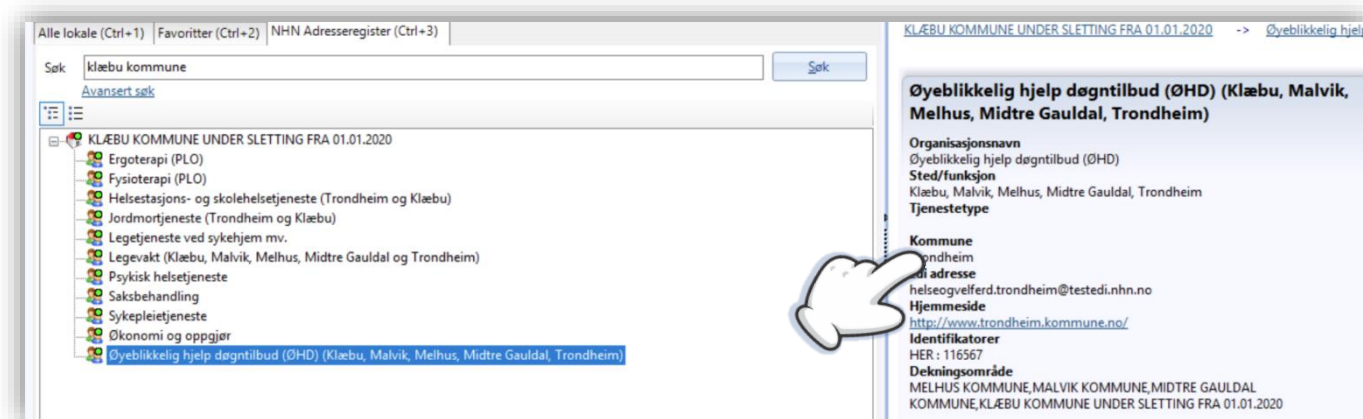 Alle lokale (Ctrl+1) Favoritter (Ctrl+2) NHN Adresseregister (Ctrl+3)
Søk klæbu kommune Søk
Avansert søk
KLÆBU KOMMUNE UNDER SLETTING FRA 01.01.2020
Ergoterapi (PLO)
Fysioterapi (PLO)
Helsestasjons- og skolehelsetjeneste (Trondheim og Klæbu)
Jordmortjeneste (Trondheim og Klæbu)
Legetjeneste ved sykehjem mv.
Legevakt (Klæbu, Malvik, Melhus, Midtre Gauldal og Trondheim)
Psykisk helsetjeneste
Saksbehandling
Sykepleietjeneste
Økonomi og oppgjør
Øyeblikkelig hjelp døgntilbud (ØHD) (Klæbu, Malvik, Melhus, Midtre Gauldal, Trondheim)
KLÆBU KOMMUNE UNDER SLETTING FRA 01.01.2020 -> Øyeblikkelig hjelp
Øyeblikkelig hjelp døgntilbud (ØHD) (Klæbu, Malvik,
Melhus, Midtre Gauldal, Trondheim)
Organisasjonsnavn
Øyeblikkelig hjelp døgntilbud (ØHD)
Sted/funksjon
Klæbu, Malvik, Melhus, Midtre Gauldal, Trondheim
Tjenestetype
Kommune
ondheim
adresse
helseogvelferd.trondheim@testedi.nhn.no
Hjemmeside
http://www.trondheim.kommune.no/
Identifikatorer
HER : 116567
Dekningsområde
MELHUS KOMMUNE,MALVIK KOMMUNE,MIDTRE GAULDAL
KOMMUNE,KLÆBU KOMMUNE UNDER SLETTING FRA 01.01.2020